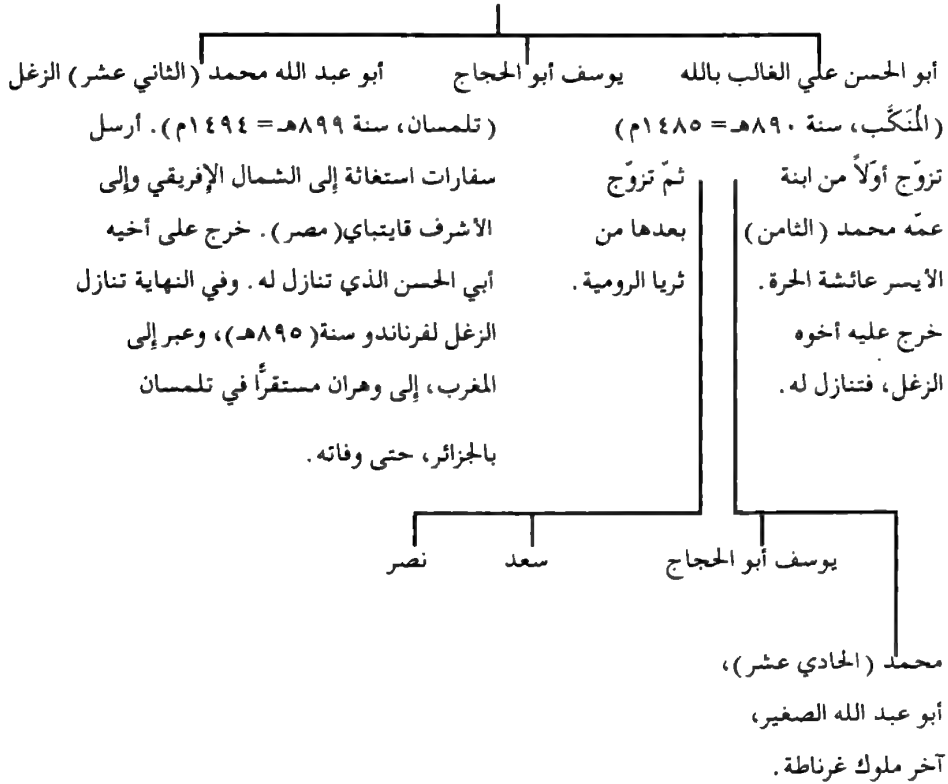 أبو الحسن علي الغالب بالله
(المُنَكَّب، سنة ٨٩٠هـ = ١٤٨٥م)
تزوّج أوّلاً من ابنة
عمّه محمد (الثامن)
الأيسر عائشة الحرة.
خرج عليه أخوه
الزغل، فتنازل له.
ثمّ تزوّج
بعدها من
ثريا الرومية.
يوسف أبو الحجاج
أبو عبد الله محمد (الثاني عشر) الزغل
(تلمسان، سنة ٨٩٩هـ = ١٤٩٤م). أرسل
سفارات استغاثة إلى الشمال الإفريقي وإلى
الأشرف قايتباي (مصر). خرج على أخيه
أبي الحسن الذي تنازل له. وفي النهاية تنازل
الزغل لفرناندو سنة (٨٩٥هـ)، وعبر إلى
المغرب، إلى وهران مستقرًّا في تلمسان
بالجزائر، حتى وفاته.
يوسف أبو الحجاج
سعد
نصر
محمد (الحادي عشر)،
أبو عبد الله الصغير،
آخر ملوك غرناطة.